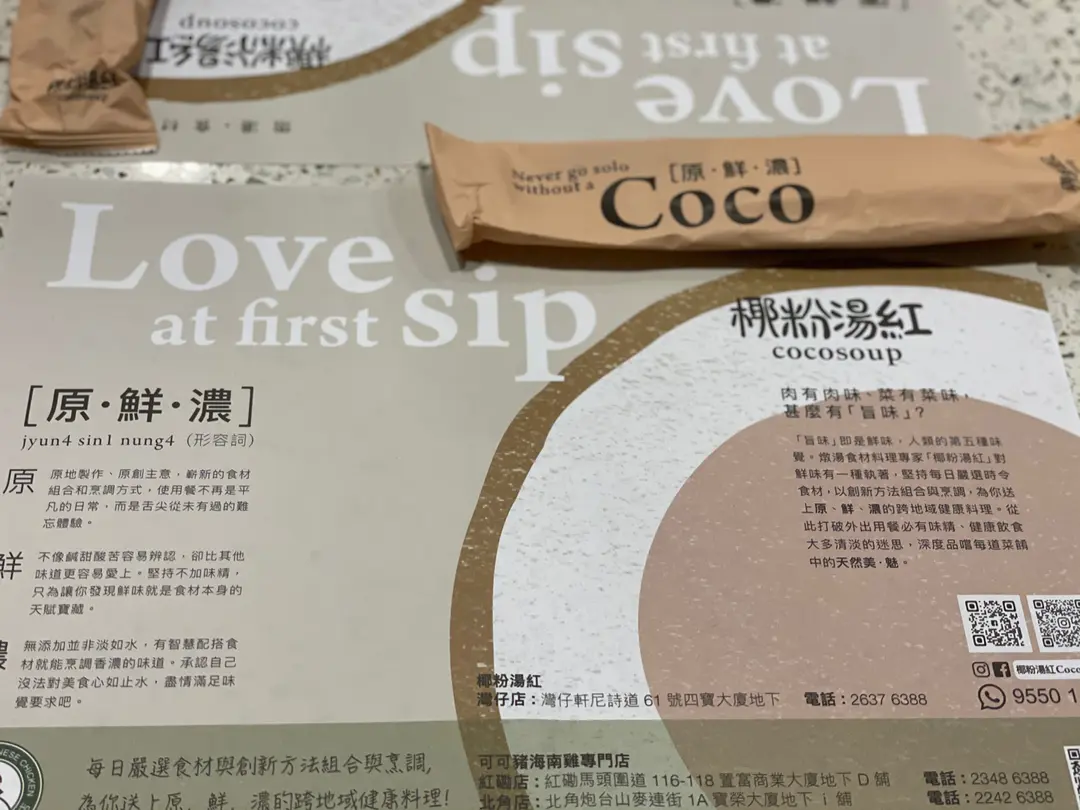 cocosoup
椰粉湯紅
Love
at first
sip
Never go solo
without a
[原·鮮·濃]
Coco
Love
at first sip
椰粉湯紅
cocosoup
[原·鮮·濃]
jyun4 sin1 nung4（形容詞）
原
原地製作、原創主意，嶄新的食材
組合和烹調方式，使用餐不再是平
凡的日常，而是舌尖從未有過的難
忘體驗。
鮮
不像鹹甜酸苦容易辨認，卻比其他
味道更容易愛上。堅持不加味精，
只為讓你發現鮮味就是食材本身的
天賦寶藏。
濃
無添加並非淡如水，有智慧配搭食
材就能烹調香濃的味道。承認自己
沒法對美食心如止水，盡情滿足味
覺要求吧。
肉有肉味、菜有菜味，
甚麼有「旨味」？
「旨味」即是鮮味，人類的第五種味
覺。燉湯食材料理專家「椰粉湯紅」對
鮮味有一種執著，堅持每日嚴選時令
食材，以創新方法組合與烹調，為你送
上原、鮮、濃的跨地域健康料理。從
此打破外出用餐必有味精、健康飲食
大多清淡的迷思，深度品嚐每道菜餚
中的天然美·魅。
椰粉湯紅Coco
9550 1
椰粉湯紅
灣仔店：灣仔軒尼詩道 61 號四寶大廈地下 電話：2637 6388
每日嚴選食材與創新方法組合與烹調，
為你送上原、鮮、濃的跨地域健康料理！
可可豬海南雞專門店
紅磡店：紅磡馬頭圍道 116-118 置富商業大廈地下 D 舖 電話：2348 6388
北角店：北角炮台山麥連街 1A 寶榮大廈地下 i 舖 電話：2242 6388